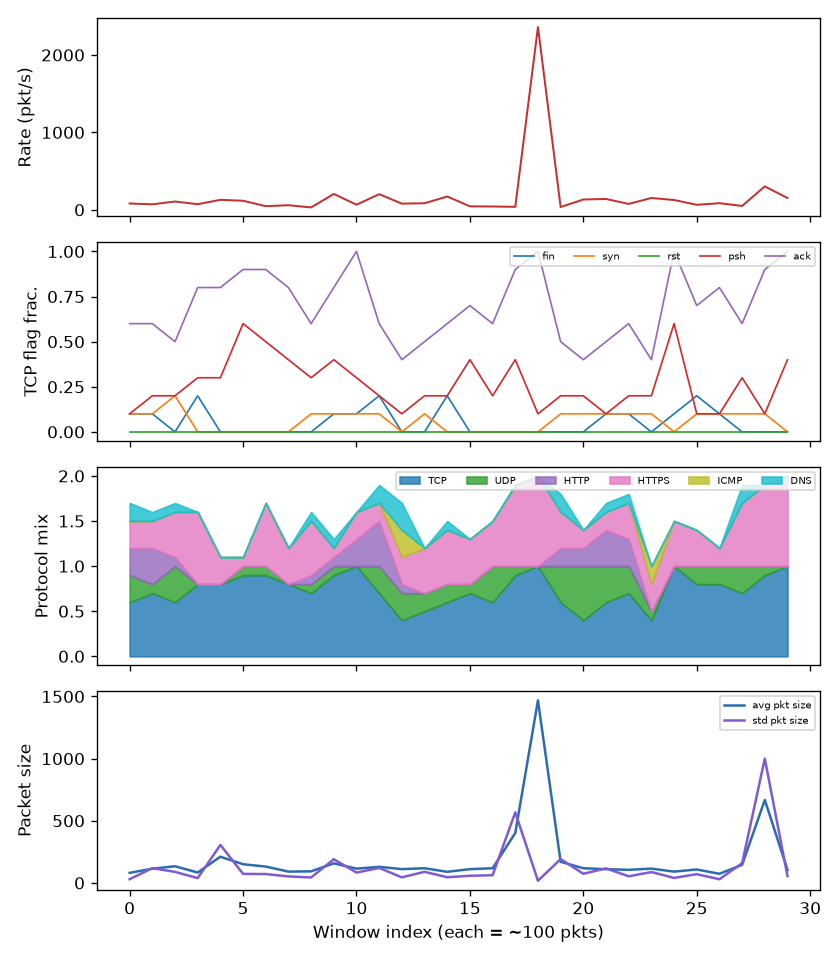 Rate (pkt/s)
2000
1000
0
TCP flag frac.
1.00
0.75
0.50
0.25
0.00
fin syn rst psh ack
Protocol mix
2.0
1.5
1.0
0.5
0.0
TCP UDP HTTP HTTPS ICMP DNS
Packet size
1500
1000
500
0
avg pkt size
std pkt size
0 5 10 15 20 25 30
Window index (each = ~100 pkts)